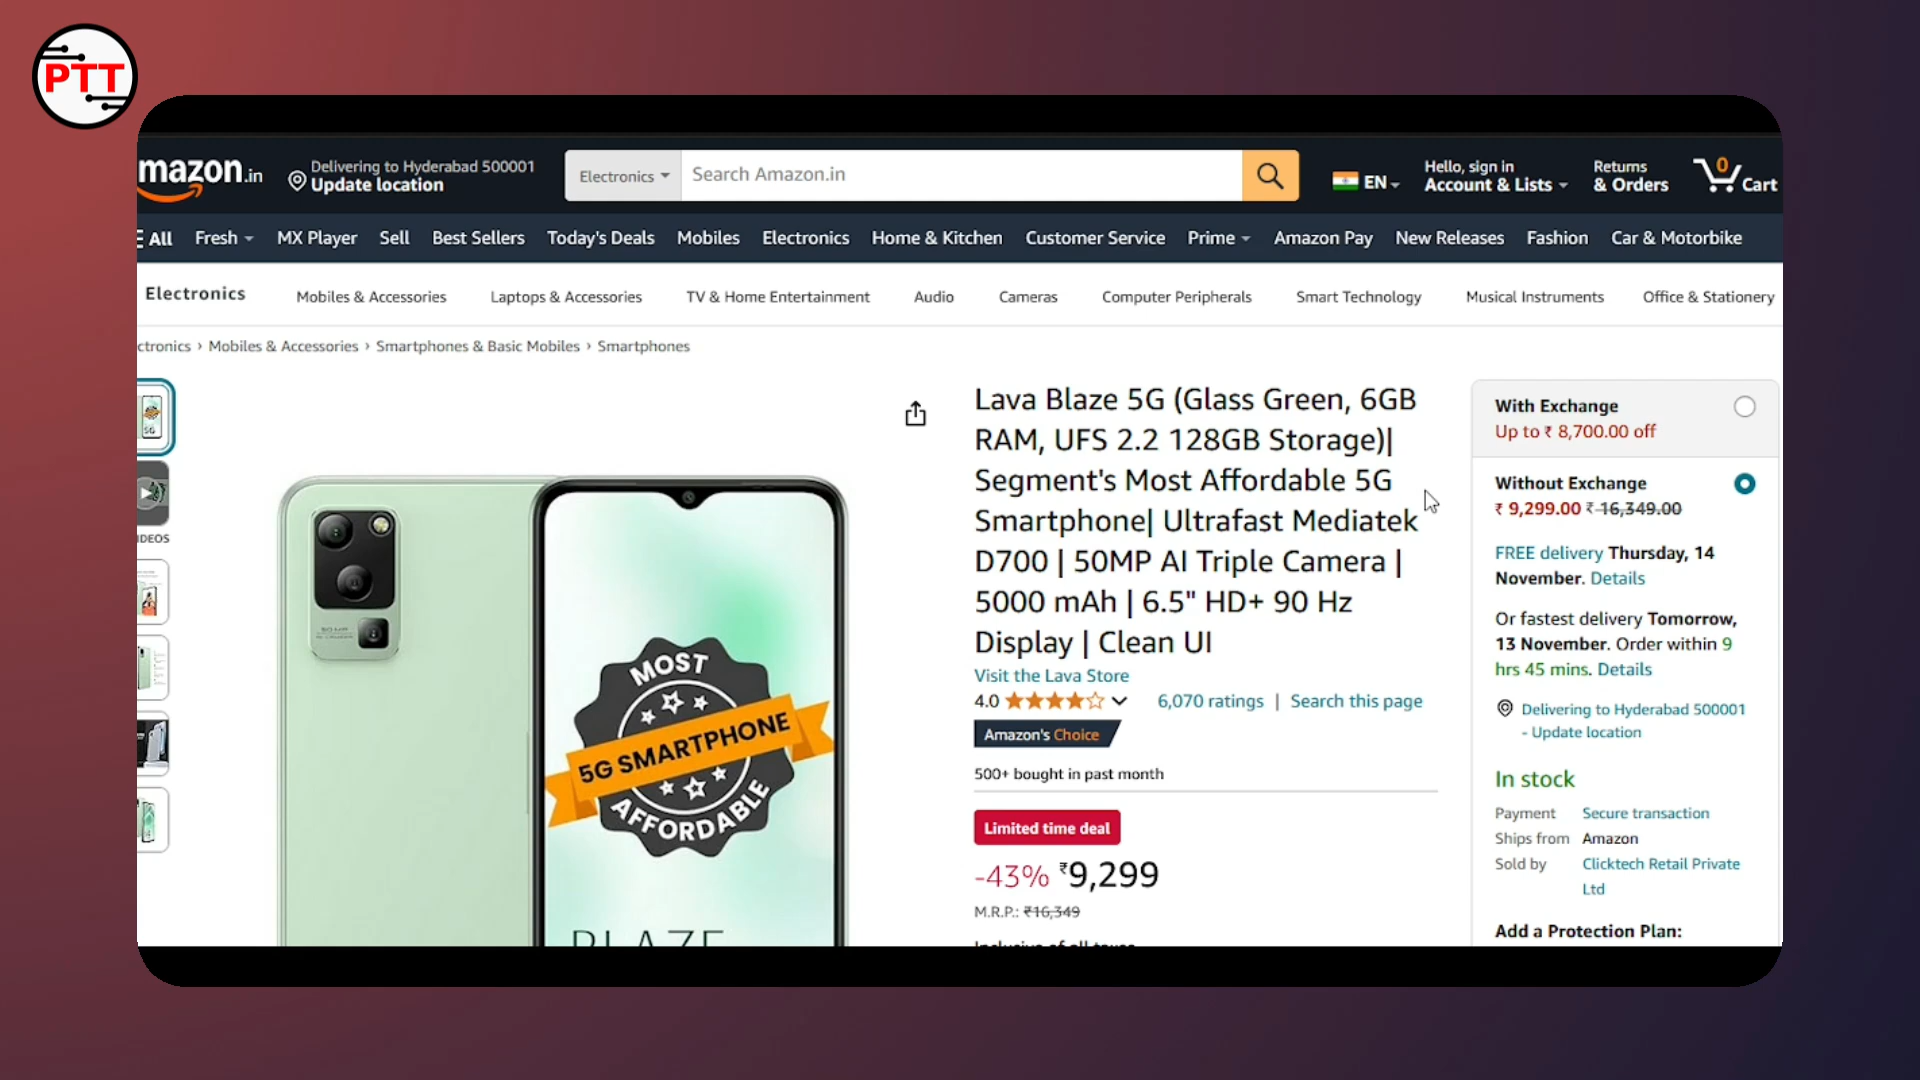 PTT
mazon.in
Delivering to Hyderabad 500001
Update location
Electronics
Search Amazon.in
EN
Hello, sign in
Account & Lists
Returns
& Orders
0
Cart
All
Fresh
MX Player
Sell
Best Sellers
Today's Deals
Mobiles
Electronics
Home & Kitchen
Customer Service
Prime
Amazon Pay
New Releases
Fashion
Car & Motorbike
Electronics
Mobiles & Accessories
Laptops & Accessories
TV & Home Entertainment
Audio
Cameras
Computer Peripherals
Smart Technology
Musical Instruments
Office & Stationery
ctronics › Mobiles & Accessories › Smartphones & Basic Mobiles › Smartphones
IDEOS
MOST
5G SMARTPHONE
AFFORDABLE
BLAZE
Lava Blaze 5G (Glass Green, 6GB
RAM, UFS 2.2 128GB Storage)|
Segment's Most Affordable 5G
Smartphone| Ultrafast Mediatek
D700 | 50MP AI Triple Camera |
5000 mAh | 6.5" HD+ 90 Hz
Display | Clean UI
Visit the Lava Store
4.0
6,070 ratings | Search this page
Amazon's Choice
500+ bought in past month
Limited time deal
-43% ₹9,299
M.R.P.: ₹16,349
Inclusive of all taxes
With Exchange
Up to ₹ 8,700.00 off
Without Exchange
₹ 9,299.00 ₹ 16,349.00
FREE delivery Thursday, 14
November. Details
Or fastest delivery Tomorrow,
13 November. Order within 9
hrs 45 mins. Details
Delivering to Hyderabad 500001
- Update location
In stock
Payment Secure transaction
Ships from Amazon
Sold by Clicktech Retail Private
Ltd
Add a Protection Plan: